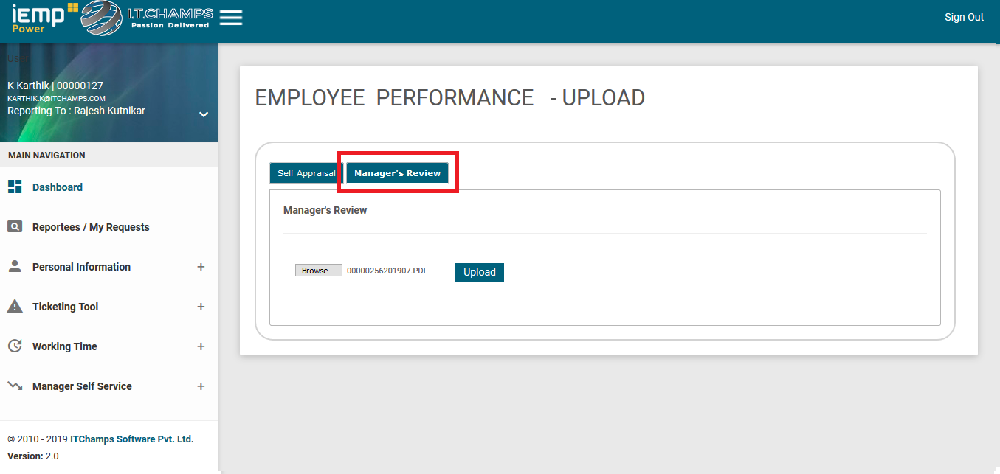 iEMP
Power
I.T.CHAMPS
Passion Delivered
Sign Out
User
K Karthik | 00000127
KARTHIK.K@ITCHAMPS.COM
Reporting To : Rajesh Kutnikar
MAIN NAVIGATION
Dashboard
Reportees / My Requests
Personal Information +
Ticketing Tool +
Working Time +
Manager Self Service +
© 2010 - 2019 ITChamps Software Pvt. Ltd.
Version: 2.0
EMPLOYEE PERFORMANCE - UPLOAD
Self Appraisal Manager's Review
Manager's Review
Browse... 00000256201907.PDF Upload